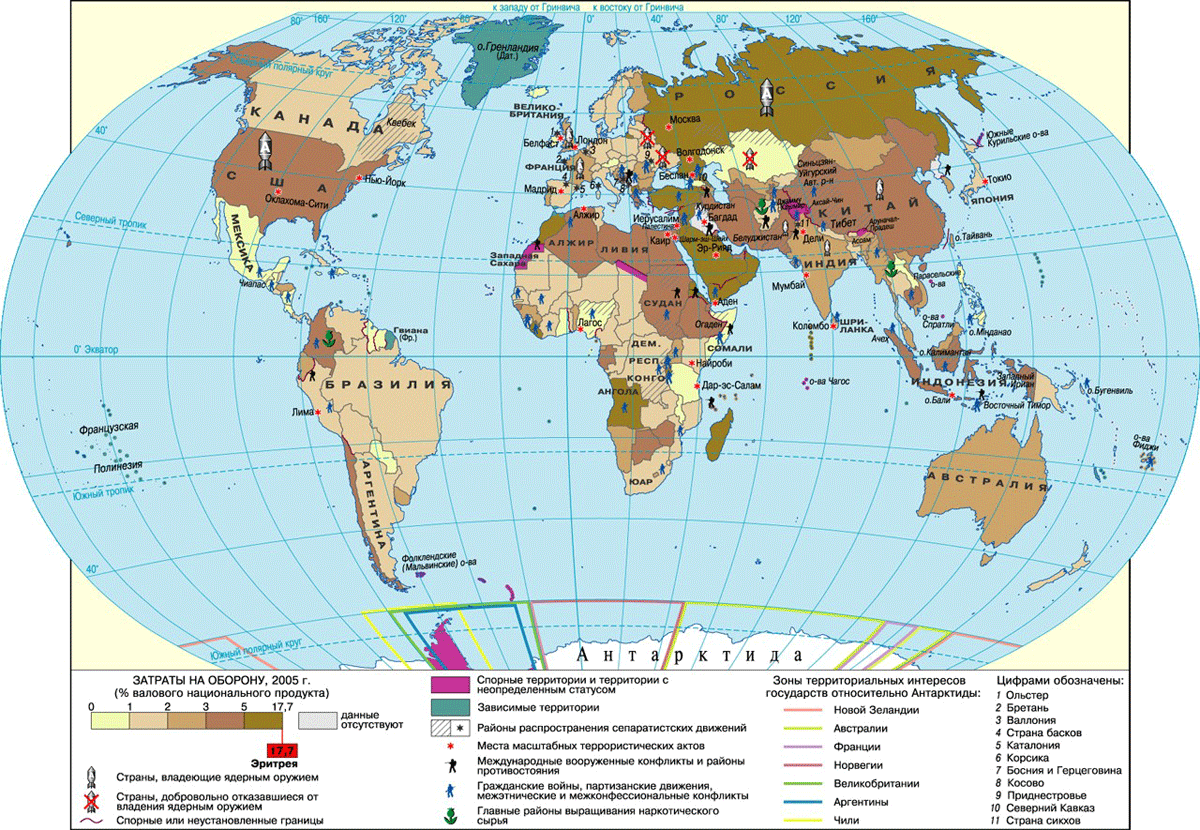 к западу от Гринвича
к востоку от Гринвича
80°
160°
120°
80°
40°
0°
40°
80°
120°
160°
о.Гренландия
(Дат.)
Северный полярный круг
КАНАДА
Квебек
40°
США
Нью-Йорк
Оклахома-Сити
Северный тропик
МЕКСИКА
Чиапас
Гвиана
(Фр.)
0° Экватор
БРАЗИЛИЯ
Лима
Французская
Полинезия
Южный тропик
АРГЕНТИНА
40°
Фолклендские
(Мальвинские) о-ва
Южный полярный круг
ВЕЛИКО-
БРИТАНИЯ
Белфаст
Лондон
ФРАНЦИЯ
Мадрид
1
2
3
4
5
6
7
8
9
10
11
РОССИЯ
Москва
Волгодонск
Беслан
Курдистан
Иерусалим
Палестина
Багдад
Каир
Шарм-эш-Шейх
Эр-Рияд
Белуджистан
Алжир
АЛЖИР
ЛИВИЯ
Западная
Сахара
СУДАН
Аден
Огаден
СОМАЛИ
Лагос
ДЕМ.
РЕСП.
КОНГО
Найроби
Дар-эс-Салам
АНГОЛА
ЮАР
о-ва Чагос
Синьцзян-
Уйгурский
Авт. р-н
Джамму
Кашмир
Аксай-Чин
КИТАЙ
Тибет
Аруначал-
Прадеш
Ассам
Дели
ИНДИЯ
Мумбай
Коломбо
ШРИ-
ЛАНКА
Южные
Курильские о-ва
Токио
ЯПОНИЯ
о.Тайвань
Парасельские
о-ва
о-ва
Спратли
о.Минданао
Ачех
о.Калимантан
ИНДОНЕЗИЯ
Западный
Ириан
о.Бали
Восточный Тимор
о.Бугенвиль
о-ва
Фиджи
АВСТРАЛИЯ
Антарктида
ЗАТРАТЫ НА ОБОРОНУ, 2005 г.
(% валового национального продукта)
0 1 2 3 5 17,7
данные
отсутствуют
17,7
Эритрея
Страны, владеющие ядерным оружием
Страны, добровольно отказавшиеся от
владения ядерным оружием
Спорные или неустановленные границы
Спорные территории и территории с
неопределенным статусом
Зависимые территории
Районы распространения сепаратистских движений
Места масштабных террористических актов
Международные вооруженные конфликты и районы
противостояния
Гражданские войны, партизанские движения,
межэтнические и межконфессиональные конфликты
Главные районы выращивания наркотического
сырья
Зоны территориальных интересов
государств относительно Антарктиды:
Новой Зеландии
Австралии
Франции
Норвегии
Великобритании
Аргентины
Чили
Цифрами обозначены:
1 Ольстер
2 Бретань
3 Валлония
4 Страна басков
5 Каталония
6 Корсика
7 Босния и Герцеговина
8 Косово
9 Приднестровье
10 Северний Кавказ
11 Страна сикхов